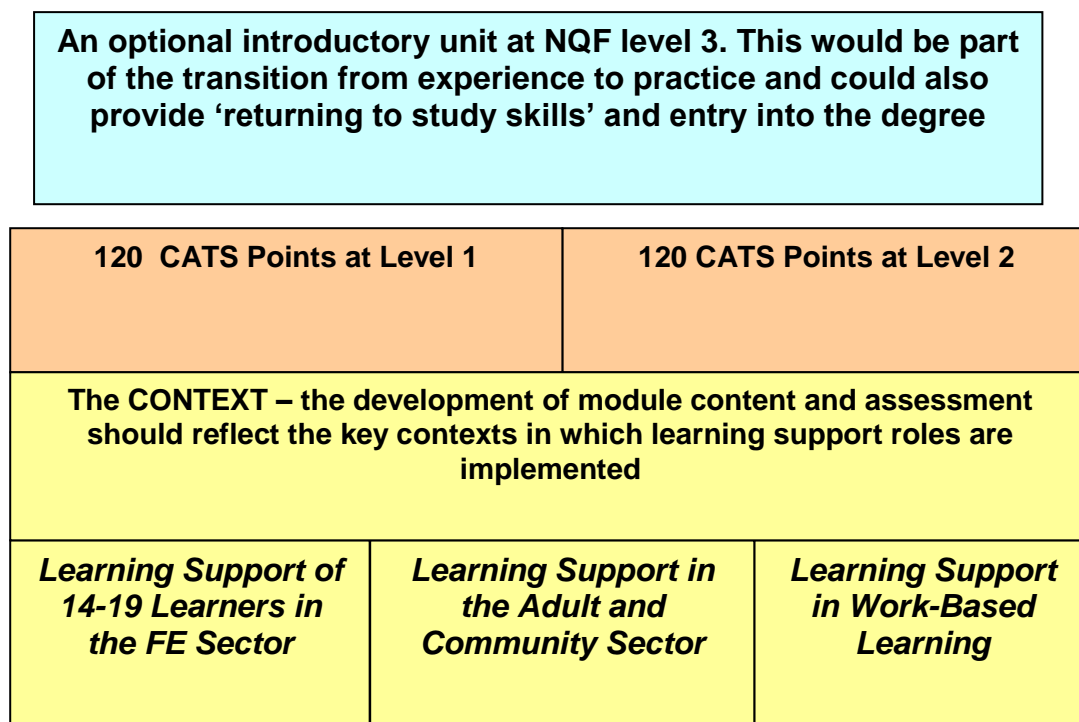 An optional introductory unit at NQF level 3. This would be part
of the transition from experience to practice and could also
provide ‘returning to study skills’ and entry into the degree
120  CATS Points at Level 1
120 CATS Points at Level 2
The CONTEXT – the development of module content and assessment
should reflect the key contexts in which learning support roles are
implemented
Learning Support of
14-19 Learners in
the FE Sector
Learning Support in
the Adult and
Community Sector
Learning Support
in Work-Based
Learning